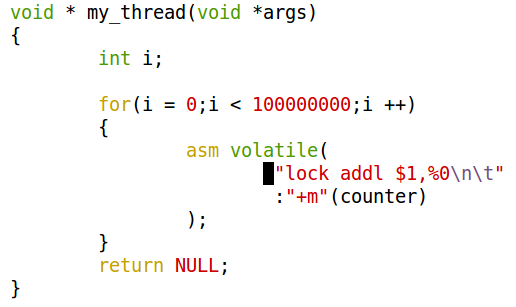 void * my_thread(void *args)
{
int i;
for(i = 0;i < 100000000;i ++)
{
asm volatile(
"lock addl $1,%0\n\t"
:"+m"(counter)
);
}
return NULL;
}